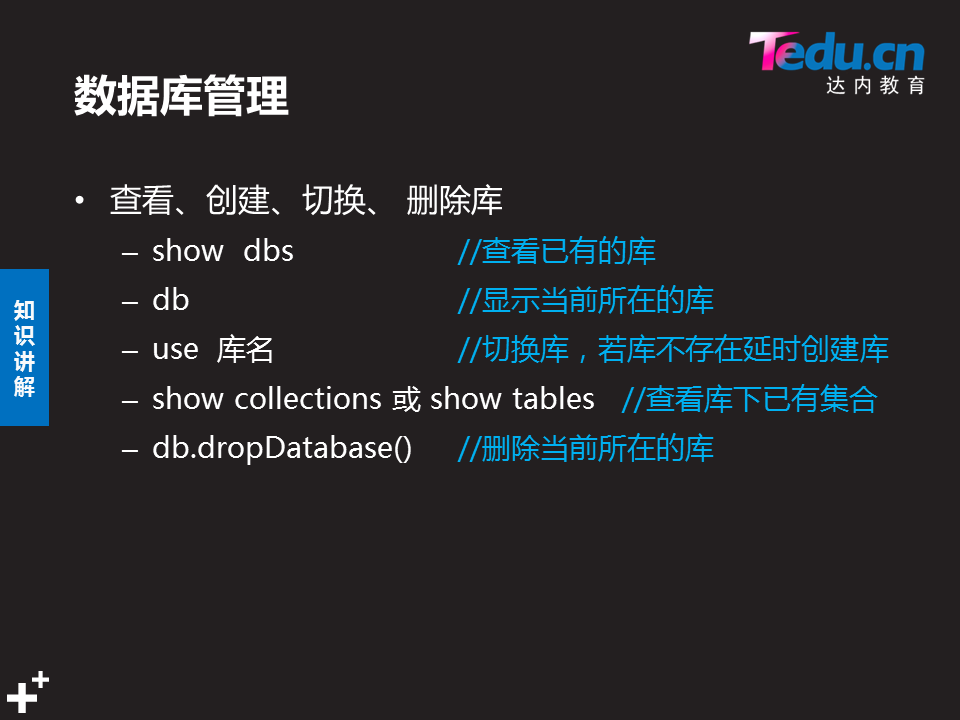 Tedu.cn
达内教育
数据库管理
• 查看、创建、切换、 删除库
– show dbs //查看已有的库
– db //显示当前所在的库
– use 库名 //切换库，若库不存在延时创建库
– show collections 或 show tables //查看库下已有集合
– db.dropDatabase() //删除当前所在的库
知识讲解